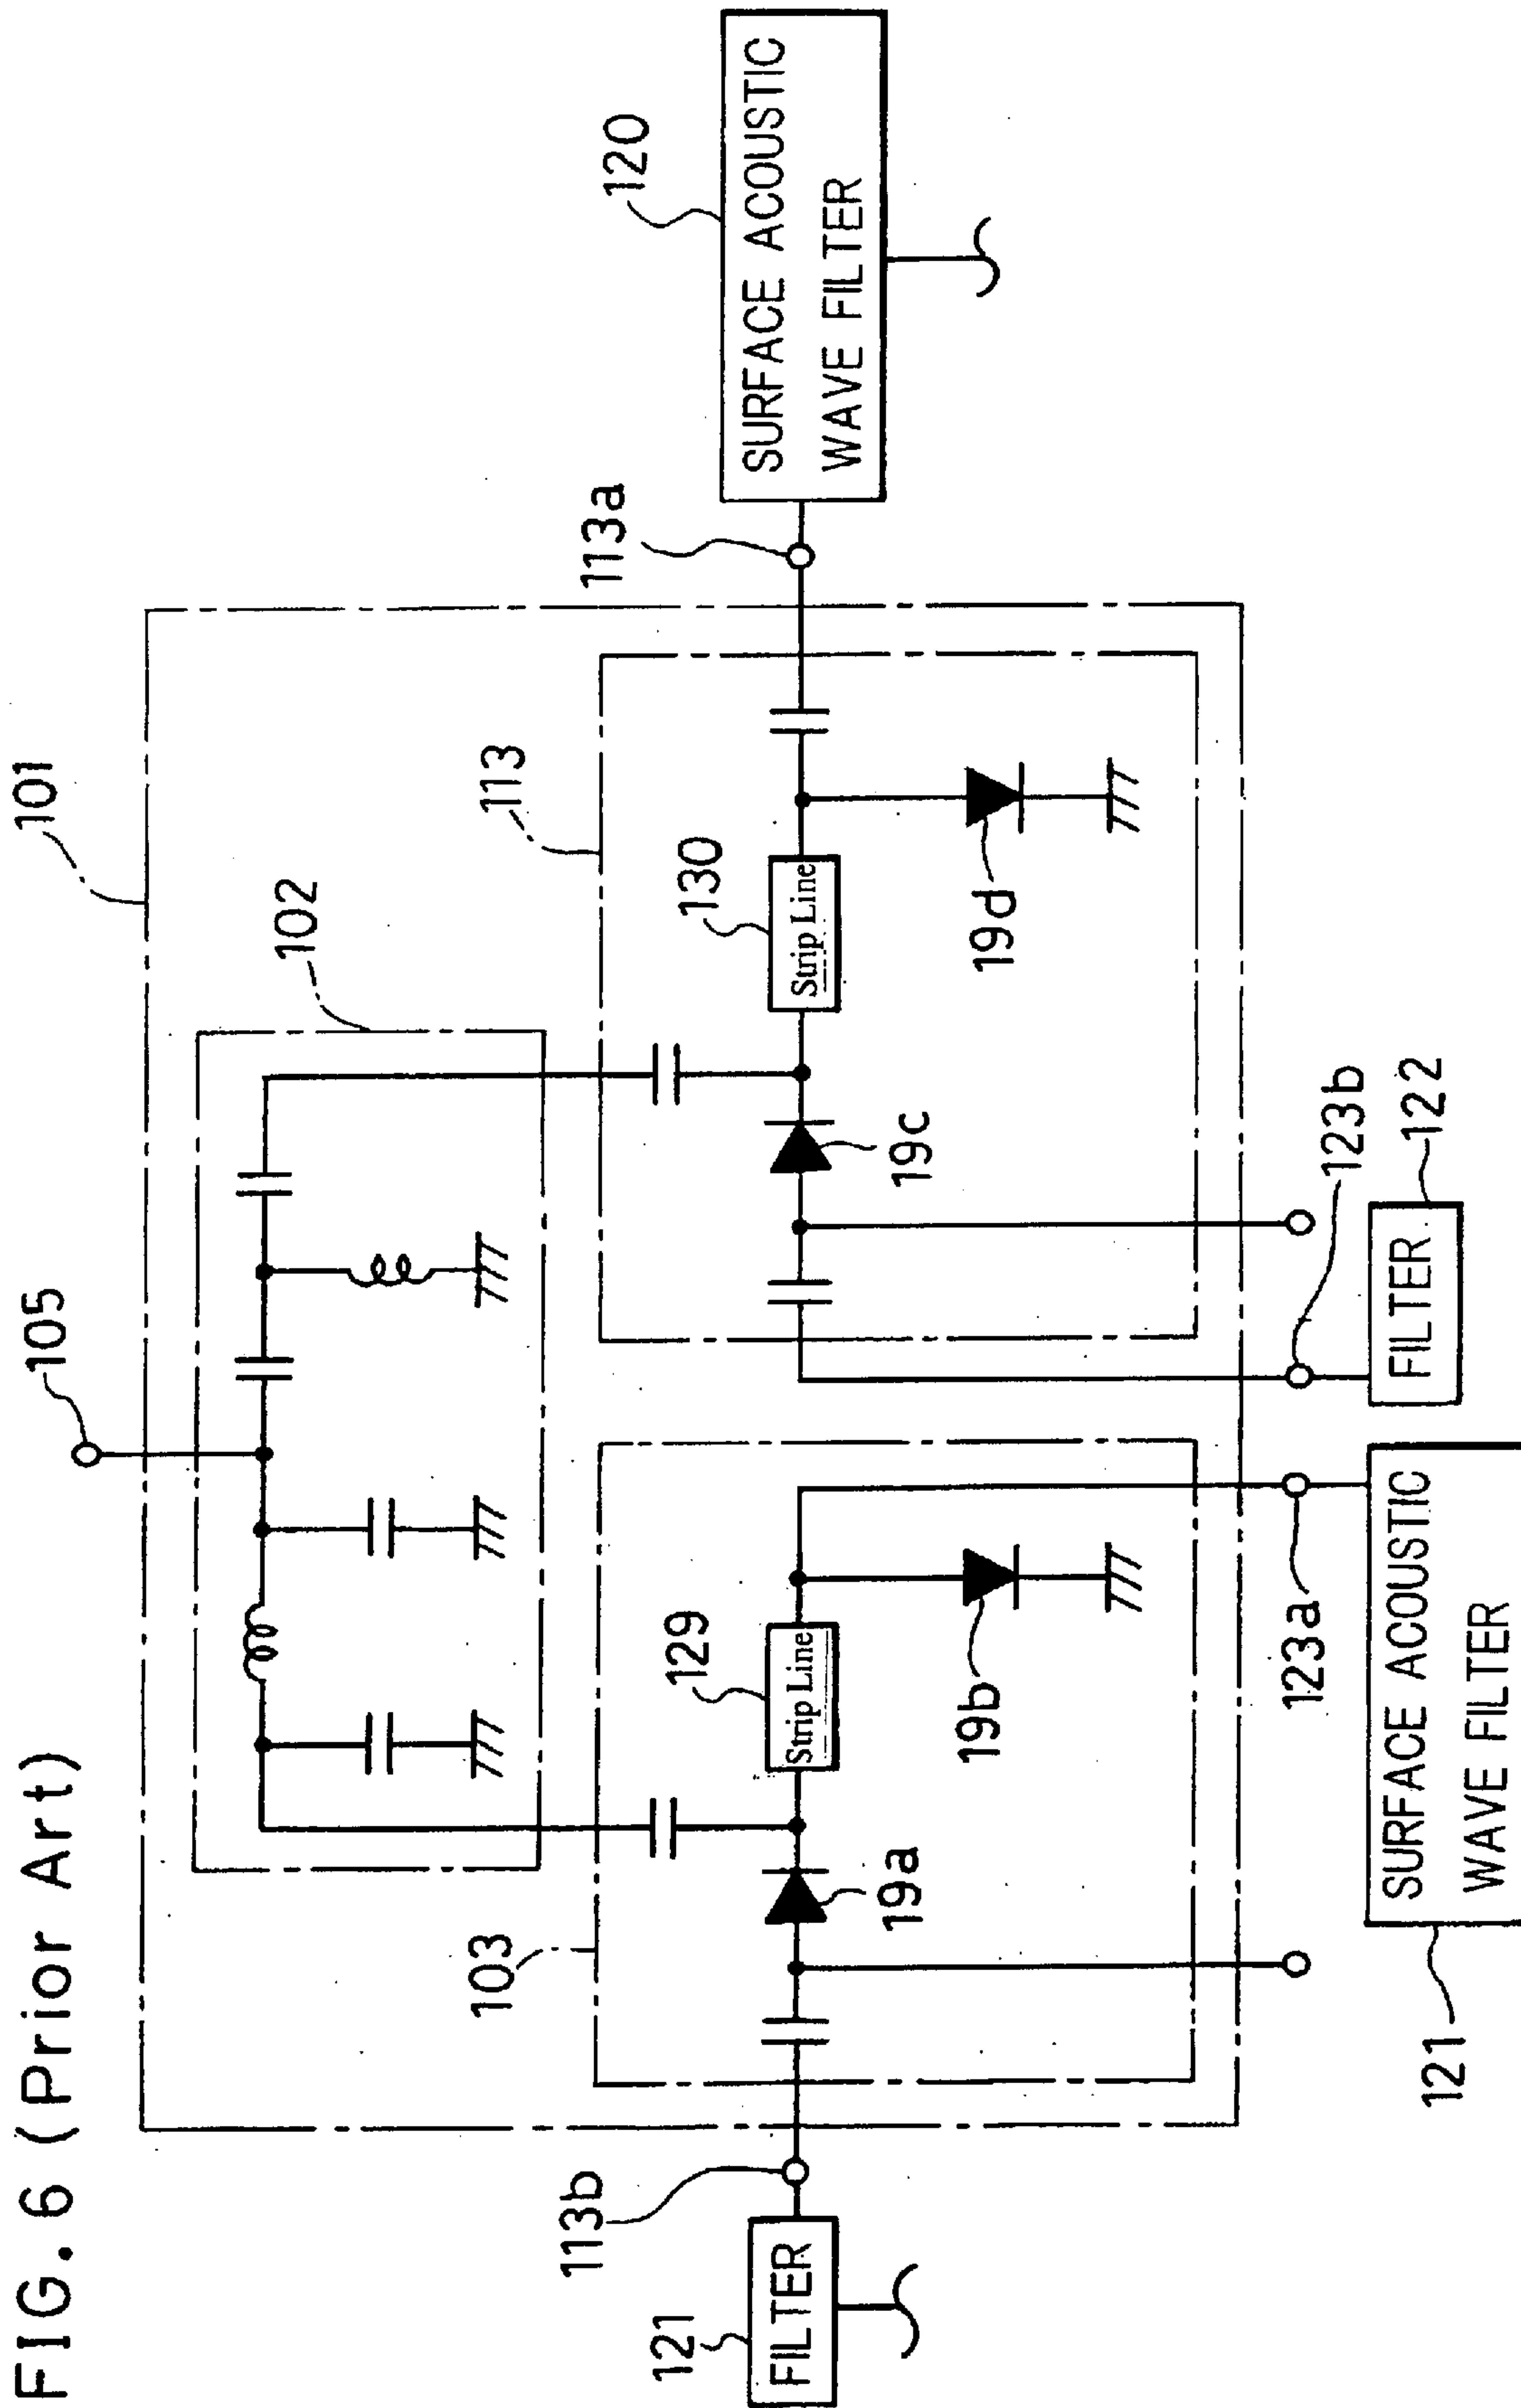 FIG. 6 (Prior Art)
101
105
102
103
113
129
Strip Line
130
Strip Line
19a
19b
19c
19d
113b
121
FILTER
113a
120
SURFACE ACOUSTIC
WAVE FILTER
123a
123b
122
FILTER
121
SURFACE ACOUSTIC
WAVE FILTER